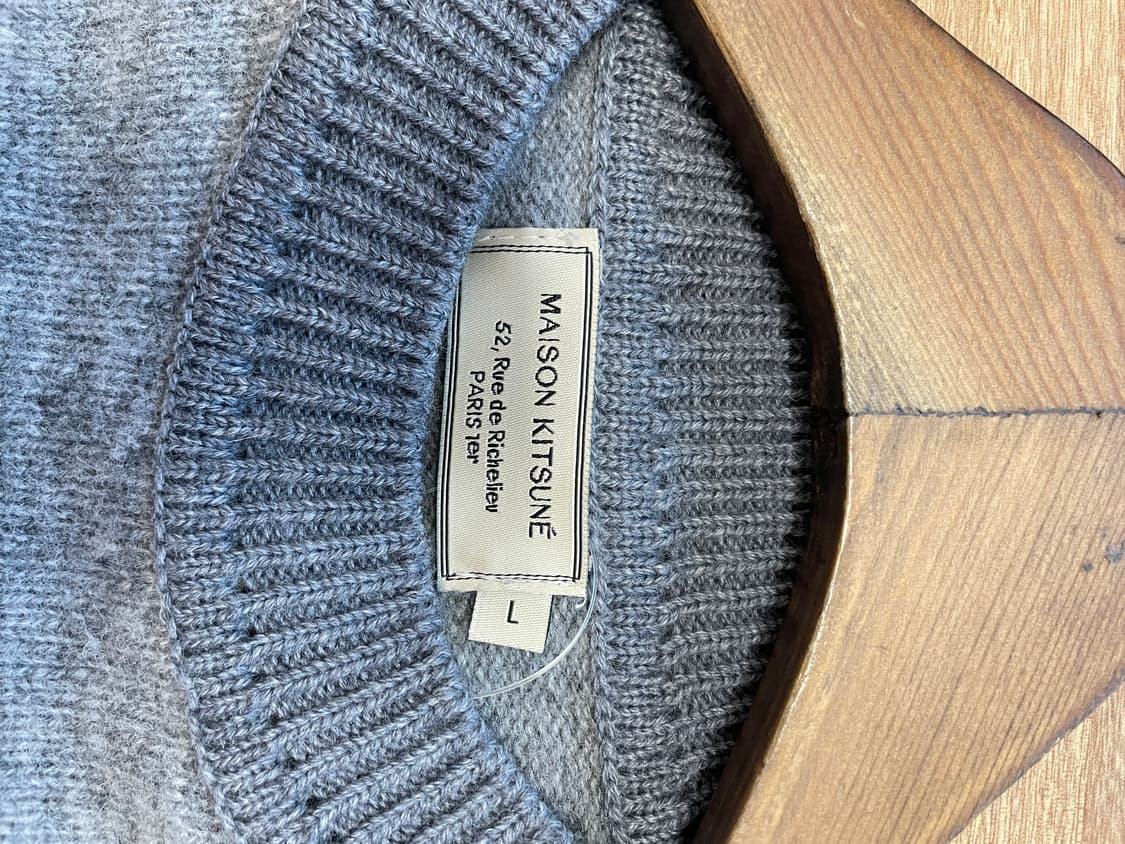 MAISON KITSUNÉ
52, Rue de Richelieu
PARIS 1er
L